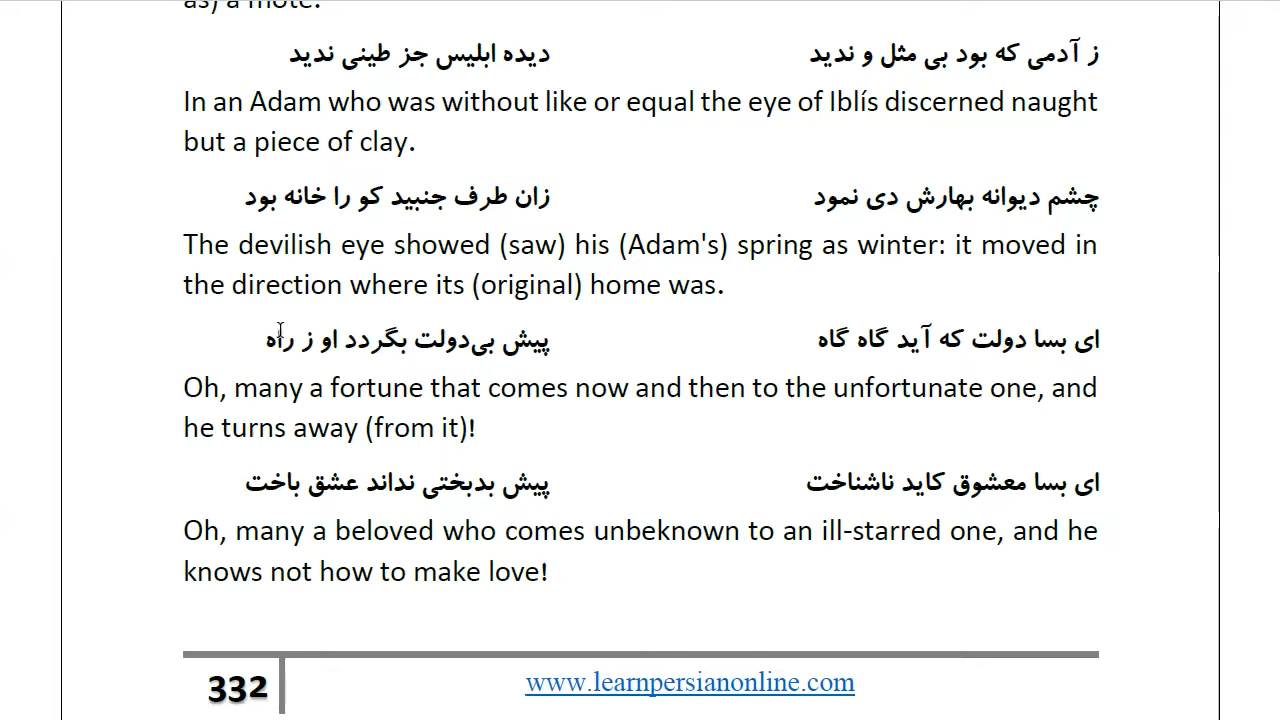 as) a mote.
ز آدمی که بود بی مثل و ندید دیده ابلیس جز طینی ندید
In an Adam who was without like or equal the eye of Iblís discerned naught
but a piece of clay.
چشم دیوانه بهارش دی نمود زان طرف جنبید کو را خانه بود
The devilish eye showed (saw) his (Adam's) spring as winter: it moved in
the direction where its (original) home was.
ای بسا دولت که آید گاه گاه پیش بی‌دولت بگردد او ز راه
Oh, many a fortune that comes now and then to the unfortunate one, and
he turns away (from it)!
ای بسا معشوق کاید ناشناخت پیش بدبختی نداند عشق باخت
Oh, many a beloved who comes unbeknown to an ill-starred one, and he
knows not how to make love!
332
www.learnpersianonline.com